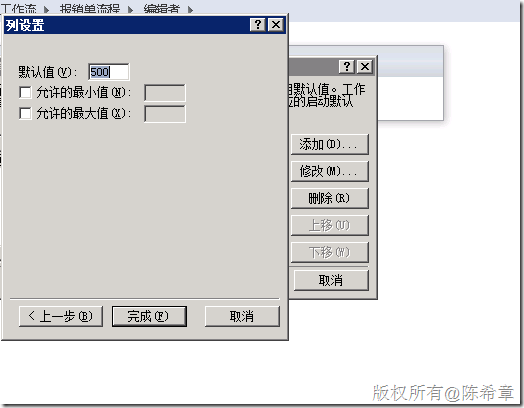 工作流 ▶ 报销单流程 ▶ 编辑者 ▶
列设置
默认值(V): 500
允许的最小值(N):
允许的最大值(X):
用默认值。工作
应的启动默认
添加(D)...
修改(M)...
删除(R)
上移(U)
下移(W)
取消
< 上一步(B)
完成(F)
取消
版权所有@陈希章